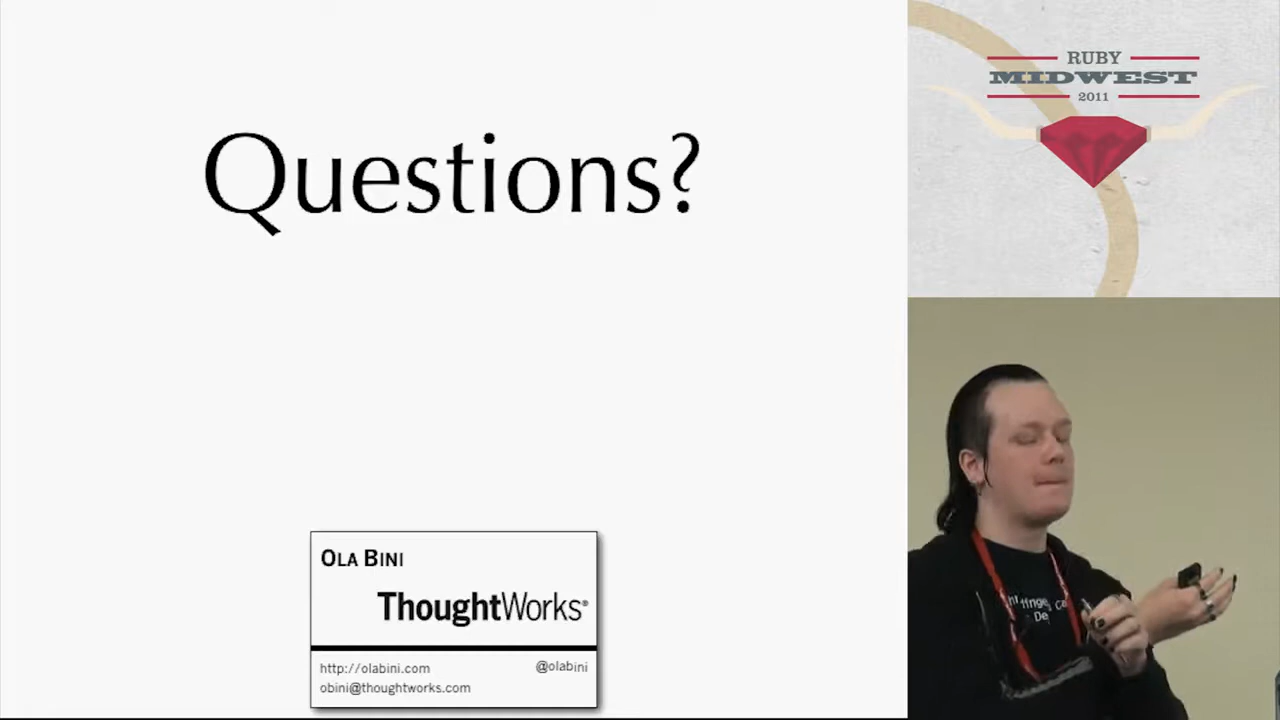 Questions?
OLA BINI
ThoughtWorks®
http://olabini.com
@olabini
obini@thoughtworks.com
RUBY
MIDWEST
2011